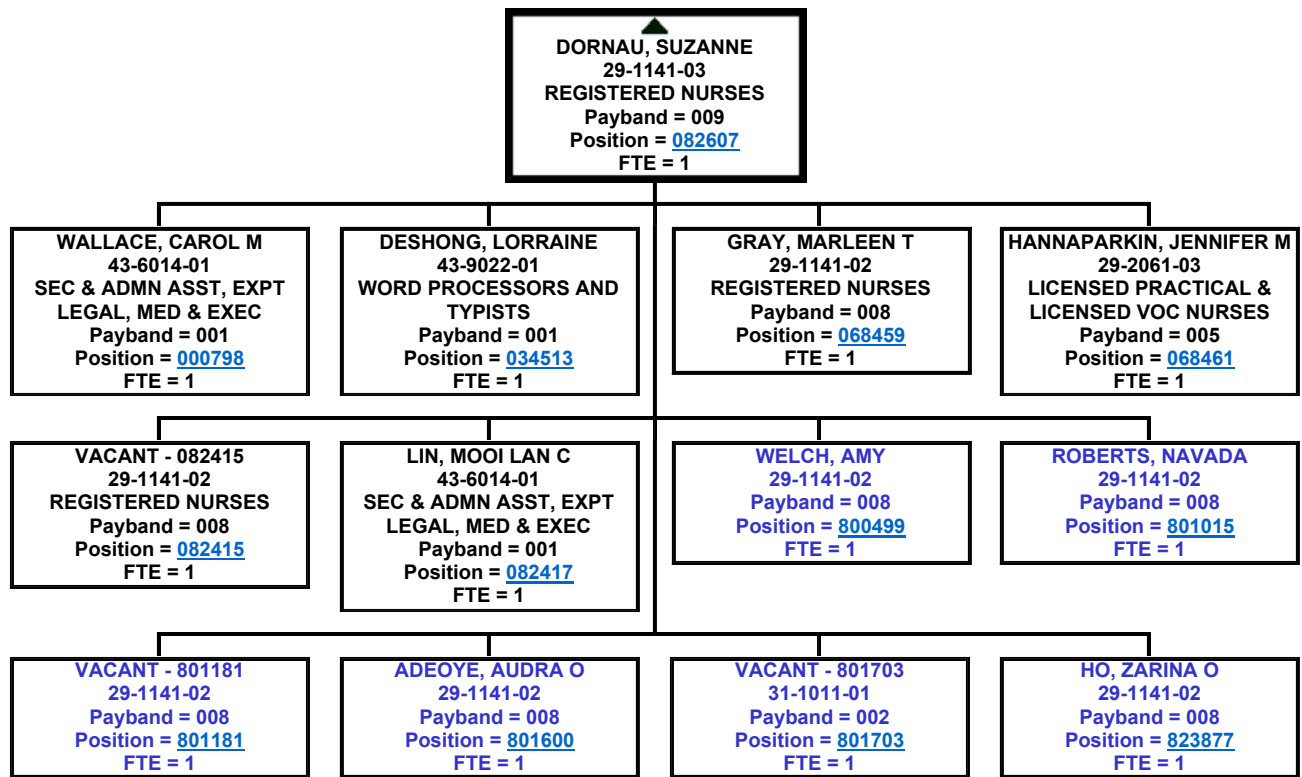 DORNAU, SUZANNE
29-1141-03
REGISTERED NURSES
Payband = 009
Position = 082607
FTE = 1
WALLACE, CAROL M
43-6014-01
SEC & ADMN ASST, EXPT
LEGAL, MED & EXEC
Payband = 001
Position = 000798
FTE = 1
DESHONG, LORRAINE
43-9022-01
WORD PROCESSORS AND
TYPISTS
Payband = 001
Position = 034513
FTE = 1
GRAY, MARLEEN T
29-1141-02
REGISTERED NURSES
Payband = 008
Position = 068459
FTE = 1
HANNAPARKIN, JENNIFER M
29-2061-03
LICENSED PRACTICAL &
LICENSED VOC NURSES
Payband = 005
Position = 068461
FTE = 1
VACANT - 082415
29-1141-02
REGISTERED NURSES
Payband = 008
Position = 082415
FTE = 1
LIN, MOOI LAN C
43-6014-01
SEC & ADMN ASST, EXPT
LEGAL, MED & EXEC
Payband = 001
Position = 082417
FTE = 1
WELCH, AMY
29-1141-02
Payband = 008
Position = 800499
FTE = 1
ROBERTS, NAVADA
29-1141-02
Payband = 008
Position = 801015
FTE = 1
VACANT - 801181
29-1141-02
Payband = 008
Position = 801181
FTE = 1
ADEOYE, AUDRA O
29-1141-02
Payband = 008
Position = 801600
FTE = 1
VACANT - 801703
31-1011-01
Payband = 002
Position = 801703
FTE = 1
HO, ZARINA O
29-1141-02
Payband = 008
Position = 823877
FTE = 1